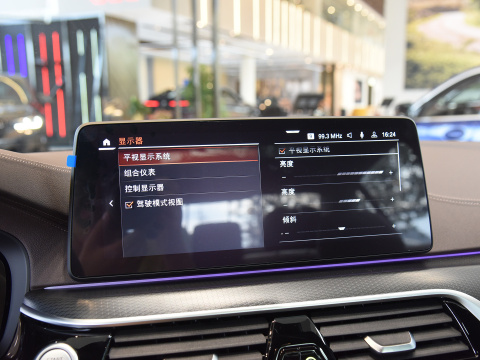 显示器
99.3 MHz 16:24
平视显示系统
组合仪表
控制显示器
驾驶模式视图
平视显示系统
亮度
- +
高度
- +
倾斜
- +